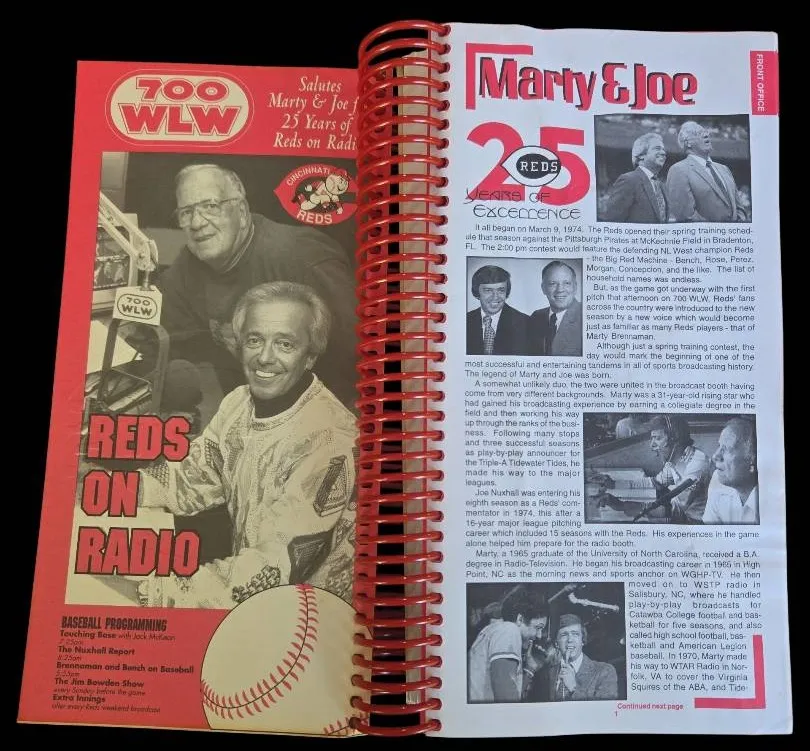 700
WLW
Salutes
Marty & Joe f
25 Years of
Reds on Radi
CINCINNATI
REDS
700
WLW
REDS
ON
RADIO
BASEBALL PROGRAMMING
Touching Base with Jack McKeon
7:25am
The Nuxhall Report
8:25am
Brennaman and Bench on Baseball
5:25am
The Jim Bowden Show
every Sunday before the game
Extra Innings
after every Reds weekend broadcast
FRONT OFFICE
Marty & Joe
25
REDS
YEARS OF
EXCELLENCE
It all began on March 9, 1974. The Reds opened their spring training sched-
ule that season against the Pittsburgh Pirates at McKechnie Field in Bradenton,
FL. The 2:00 pm contest would feature the defending NL West champion Reds
- the Big Red Machine - Bench, Rose, Perez,
Morgan, Concepcion, and the like. The list of
household names was endless.
But, as the game got underway with the first
pitch that afternoon on 700 WLW, Reds' fans
across the country were introduced to the new
season by a new voice which would become
just as familiar as many Reds' players - that of
Marty Brennaman.
Although just a spring training contest, the
day would mark the beginning of one of the
most successful and entertaining tandems in all of sports broadcasting history.
The legend of Marty and Joe was born.
A somewhat unlikely duo, the two were united in the broadcast booth having
come from very different backgrounds. Marty was a 31-year-old rising star who
had gained his broadcasting experience by earning a collegiate degree in the
field and then working his way
up through the ranks of the busi-
ness. Following many stops
and three successful seasons
as play-by-play announcer for
the Triple-A Tidewater Tides, he
made his way to the major
leagues.
Joe Nuxhall was entering his
eighth season as a Reds' com-
mentator in 1974, this after a
16-year major league pitching
career which included 15 seasons with the Reds. His experiences in the game
alone helped him prepare for the radio booth.
Marty, a 1965 graduate of the University of North Carolina, received a B.A.
degree in Radio-Television. He began his broadcasting career in 1965 in High
Point, NC as the morning news and sports anchor on WGHP-TV. He then
moved on to WSTP radio in
Salisbury, NC, where he handled
play-by-play broadcasts for
Catawba College football and bas-
ketball for five seasons, and also
called high school football, bas-
ketball and American Legion
baseball. In 1970, Marty made
his way to WTAR Radio in Nor-
folk, VA to cover the Virginia
Squires of the ABA, and Tide-
Continued next page
1